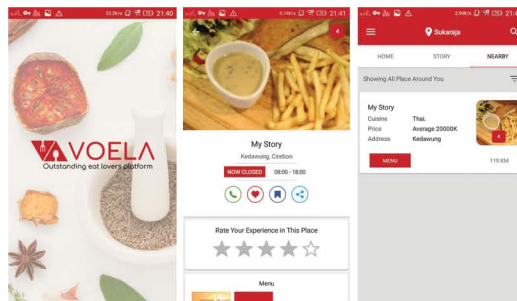 21:40
VOELA
Outstanding eat lovers platform
21:41
4
My Story
Kedawung, Cirebon
NOW CLOSED
08:00 - 18:00
Rate Your Experience in This Place
Menu
Sukaraja
HOME
STORY
NEARBY
Showing All Place Around You
My Story
Cuisine Thai.
Price Average 20000K
Address Kedawung
4
MENU
119 KM